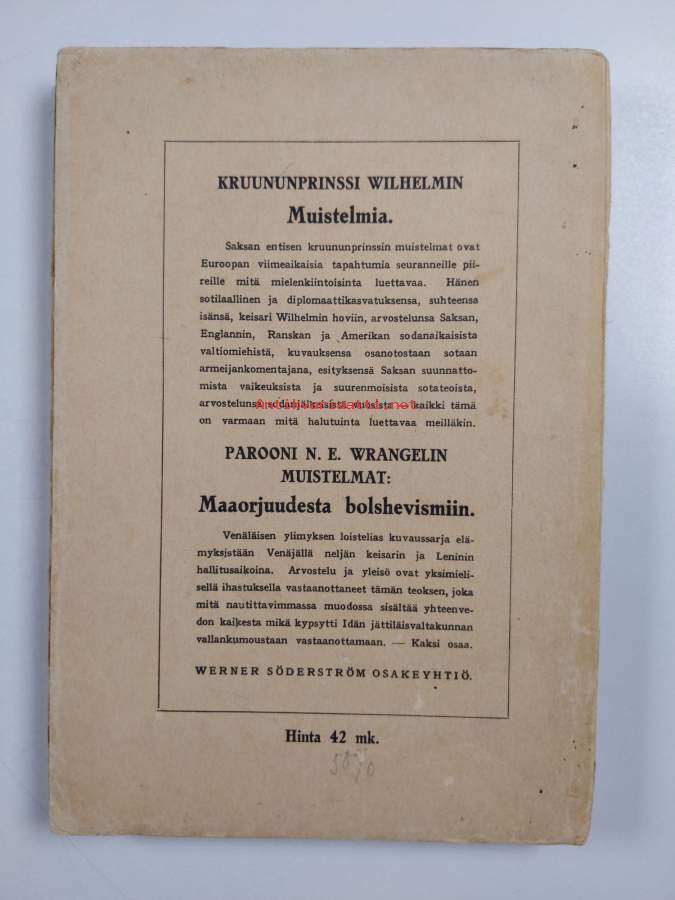 KRUUNUNPRINSSI WILHELMIN
Muistelmia.
Saksan entisen kruununprinssin muistelmat ovat
Euroopan viimeaikaisia tapahtumia seuranneille pii-
reille mitä mielenkiintoisinta luettavaa. Hänen
sotilaallinen ja diplomaattikasvatuksensa, suhteensa
isänsä, keisari Wilhelmin hoviin, arvostelunsa Saksan,
Englannin, Ranskan ja Amerikan sodanaikaisista
valtiomiehistä, kuvauksensa osanotostaan sotaan
armeijankomentajana, esityksensä Saksan suunnatto-
mista vaikeuksista ja suurenmoisista sotateoista,
arvostelunsa sodanjälkeisistä vuosista — kaikki tämä
on varmaan mitä halutuinta luettavaa meilläkin.
PAROONI N. E. WRANGELIN
MUISTELMAT:
Maaorjuudesta bolshevismiin.
Venäläisen ylimyksen loistelias kuvaussarja elä-
myksistään Venäjällä neljän keisarin ja Leninin
hallitusaikoina. Arvostelu ja yleisö ovat yksimieli-
sellä ihastuksella vastaanottaneet tämän teoksen, joka
mitä nautittavimmassa muodossa sisältää yhteenve-
don kaikesta mikä kypsytti Idän jättiläisvaltakunnan
vallankumoustaan vastaanottamaan. — Kaksi osaa.
WERNER SÖDERSTRÖM OSAKEYHTIÖ.
Hinta 42 mk.